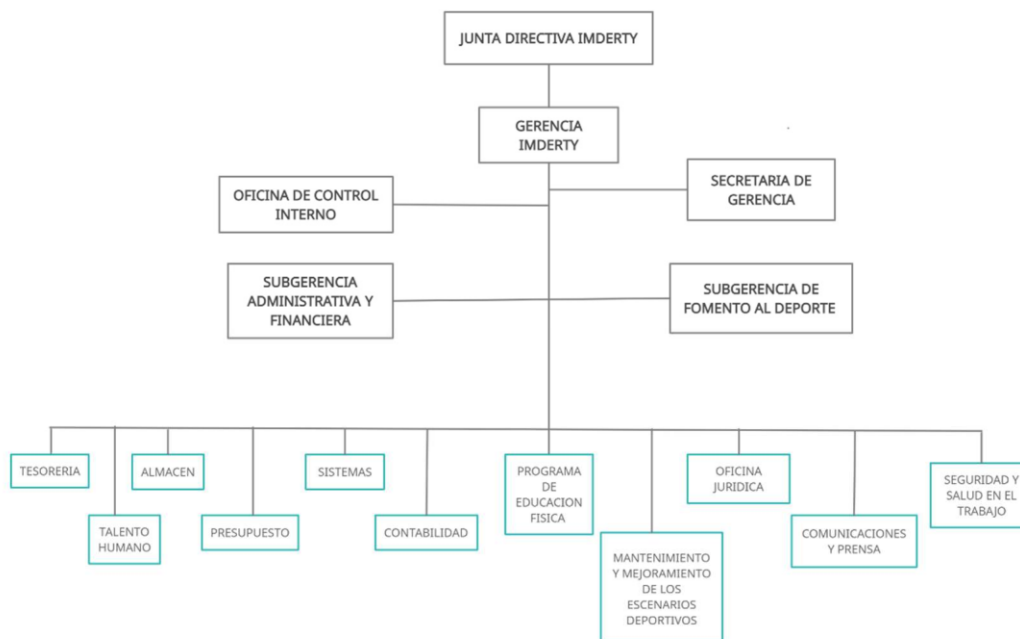 JUNTA DIRECTIVA IMDERTY
GERENCIA
IMDERTY
OFICINA DE CONTROL
INTERNO
SECRETARIA DE
GERENCIA
SUBGERENCIA
ADMINISTRATIVA Y
FINANCIERA
SUBGERENCIA DE
FOMENTO AL DEPORTE
TESORERIA
TALENTO
HUMANO
ALMACEN
PRESUPUESTO
SISTEMAS
CONTABILIDAD
PROGRAMA
DE
EDUCACION
FISICA
MANTENIMIENTO
Y MEJORAMIENTO
DE LOS
ESCENARIOS
DEPORTIVOS
OFICINA
JURIDICA
COMUNICACIONES
Y PRENSA
SEGURIDAD Y
SALUD EN EL
TRABAJO